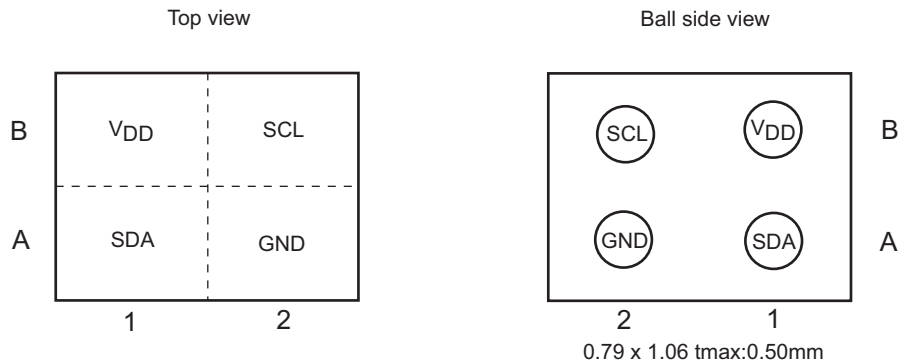 Top view
Ball side view
B VDD SCL
A SDA GND
1 2
SCL VDD B
GND SDA A
2 1
0.79 x 1.06 tmax:0.50mm